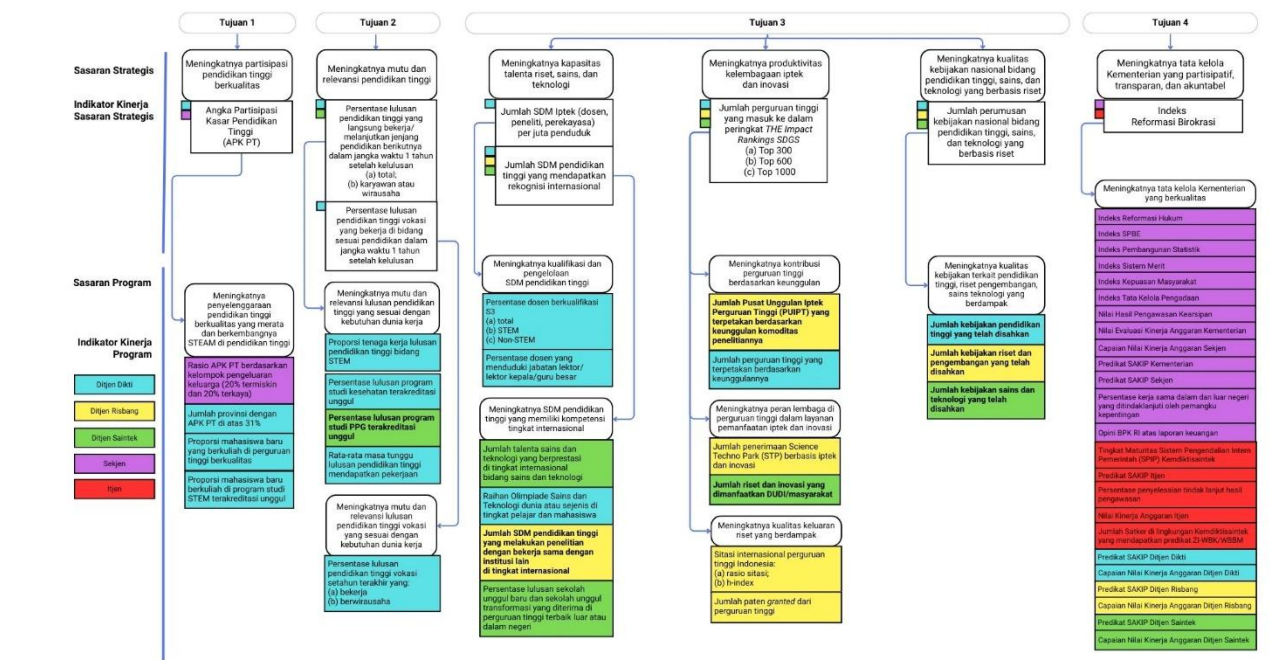 Tujuan 1
Tujuan 2
Tujuan 3
Tujuan 4
Sasaran Strategis
Indikator Kinerja
Sasaran Strategis
Sasaran Program
Indikator Kinerja
Program
Ditjen Dikti
Ditjen Risbang
Ditjen Saintek
Sekjen
Itjen
Meningkatnya partisipasi
pendidikan tinggi
berkualitas
Angka Partisipasi
Kasar Pendidikan
Tinggi
(APK PT)
Meningkatnya
penyelenggaraan
pendidikan tinggi
berkualitas yang merata
dan berkembangnya
STEAM di pendidikan tinggi
Rasio APK PT berdasarkan
kelompok pengeluaran
keluarga (20% termiskin
dan 20% terkaya)
Jumlah provinsi dengan
APK PT di atas 31%
Proporsi mahasiswa baru
yang berkuliah di perguruan
tinggi berkualitas
Proporsi mahasiswa baru
berkuliah di program studi
STEM terakreditasi unggul
Meningkatnya mutu dan
relevansi pendidikan tinggi
Persentase lulusan
pendidikan tinggi yang
langsung bekerja/
melanjutkan jenjang
pendidikan berikutnya
dalam jangka waktu 1 tahun
setelah kelulusan
(a) total;
(b) karyawan atau
wirausaha
Persentase lulusan
pendidikan tinggi vokasi
yang bekerja di bidang
sesuai pendidikan dalam
jangka waktu 1 tahun
setelah kelulusan
Meningkatnya mutu dan
relevansi lulusan pendidikan
tinggi yang sesuai dengan
kebutuhan dunia kerja
Proporsi tenaga kerja lulusan
pendidikan tinggi bidang
STEM
Persentase lulusan program
studi kesehatan terakreditasi
unggul
Persentase lulusan program
studi PPG terakreditasi
unggul
Rata-rata masa tunggu
lulusan pendidikan tinggi
mendapatkan pekerjaan
Meningkatnya mutu dan
relevansi lulusan
pendidikan tinggi vokasi
yang sesuai dengan
kebutuhan dunia kerja
Persentase lulusan
pendidikan tinggi vokasi
setahun terakhir yang:
(a) bekerja
(b) berwirausaha
Meningkatnya kapasitas
talenta riset, sains, dan
teknologi
Jumlah SDM Iptek (dosen,
peneliti, perekayasa)
per juta penduduk
Jumlah SDM pendidikan
tinggi yang mendapatkan
rekognisi internasional
Meningkatnya kualifikasi dan
pengelolaan
SDM pendidikan tinggi
Persentase dosen berkualifikasi
S3
(a) total
(b) STEM
(c) Non-STEM
Persentase dosen yang
menduduki jabatan lektor/
lektor kepala/guru besar
Meningkatnya SDM pendidikan
tinggi yang memiliki kompetensi
tingkat internasional
Jumlah talenta sains dan
teknologi yang berprestasi
di tingkat internasional
bidang sains dan teknologi
Raihan Olimpiade Sains dan
Teknologi dunia atau sejenis di
tingkat pelajar dan mahasiswa
Jumlah SDM pendidikan tinggi
yang melakukan penelitian
dengan bekerja sama dengan
institusi lain
di tingkat internasional
Persentase lulusan sekolah
unggul baru dan sekolah unggul
transformasi yang diterima di
perguruan tinggi terbaik luar atau
dalam negeri
Meningkatnya produktivitas
kelembagaan iptek
dan inovasi
Jumlah perguruan tinggi
yang masuk ke dalam
peringkat THE Impact
Rankings SDGS
(a) Top 300
(b) Top 600
(c) Top 1000
Meningkatnya kontribusi
perguruan tinggi
berdasarkan keunggulan
Jumlah Pusat Unggulan Iptek
Perguruan Tinggi (PUIPT) yang
terpetakan berdasarkan
keunggulan komoditas
penelitiannya
Jumlah perguruan tinggi yang
terpetakan berdasarkan
keunggulannya
Meningkatnya peran lembaga di
perguruan tinggi dalam layanan
pemanfaatan iptek dan inovasi
Jumlah penerimaan Science
Techno Park (STP) berbasis iptek
dan inovasi
Jumlah riset dan inovasi yang
dimanfaatkan DUDI/masyarakat
Meningkatnya kualitas keluaran
riset yang berdampak
Sitasi internasional perguruan
tinggi Indonesia:
(a) rasio sitasi;
(b) h-index
Jumlah paten granted dari
perguruan tinggi
Meningkatnya kualitas
kebijakan nasional bidang
pendidikan tinggi, sains, dan
teknologi yang berbasis riset
Jumlah perumusan
kebijakan nasional bidang
pendidikan tinggi, sains,
dan teknologi yang
berbasis riset
Meningkatnya kualitas
kebijakan terkait pendidikan
tinggi, riset pengembangan,
sains teknologi yang
berdampak
Jumlah kebijakan pendidikan
tinggi yang telah disahkan
Jumlah kebijakan riset dan
pengembangan yang telah
disahkan
Jumlah kebijakan sains dan
teknologi yang telah
disahkan
Meningkatnya tata kelola
Kementerian yang partisipatif,
transparan, dan akuntabel
Indeks
Reformasi Birokrasi
Meningkatnya tata kelola Kementerian
yang berkualitas
Indeks Reformasi Hukum
Indeks SPBE
Indeks Pembangunan Statistik
Indeks Sistem Merit
Indeks Kepuasan Masyarakat
Indeks Tata Kelola Pengadaan
Nilai Hasil Pengawasan Kearsipan
Nilai Evaluasi Kinerja Anggaran Kementerian
Capaian Nilai Kinerja Anggaran Sekjen
Predikat SAKIP Kementerian
Predikat SAKIP Sekjen
Persentase kerja sama dalam dan luar negeri
yang ditindaklanjuti oleh pemangku
kepentingan
Opini BPK RI atas laporan keuangan
Tingkat Maturitas Sistem Pengendalian Intern
Pemerintah (SPIP) Kemdiktisaintek
Predikat SAKIP Itjen
Persentase penyelesaian tindak lanjut hasil
pengawasan
Nilai Kinerja Anggaran Itjen
Jumlah Satker di lingkungan Kemdiktisaintek
yang mendapatkan predikat ZI-WBK/WBBM
Predikat SAKIP Ditjen Dikti
Capaian Nilai Kinerja Anggaran Ditjen Dikti
Predikat SAKIP Ditjen Risbang
Capaian Nilai Kinerja Anggaran Ditjen Risbang
Predikat SAKIP Ditjen Saintek
Capaian Nilai Kinerja Anggaran Ditjen Saintek